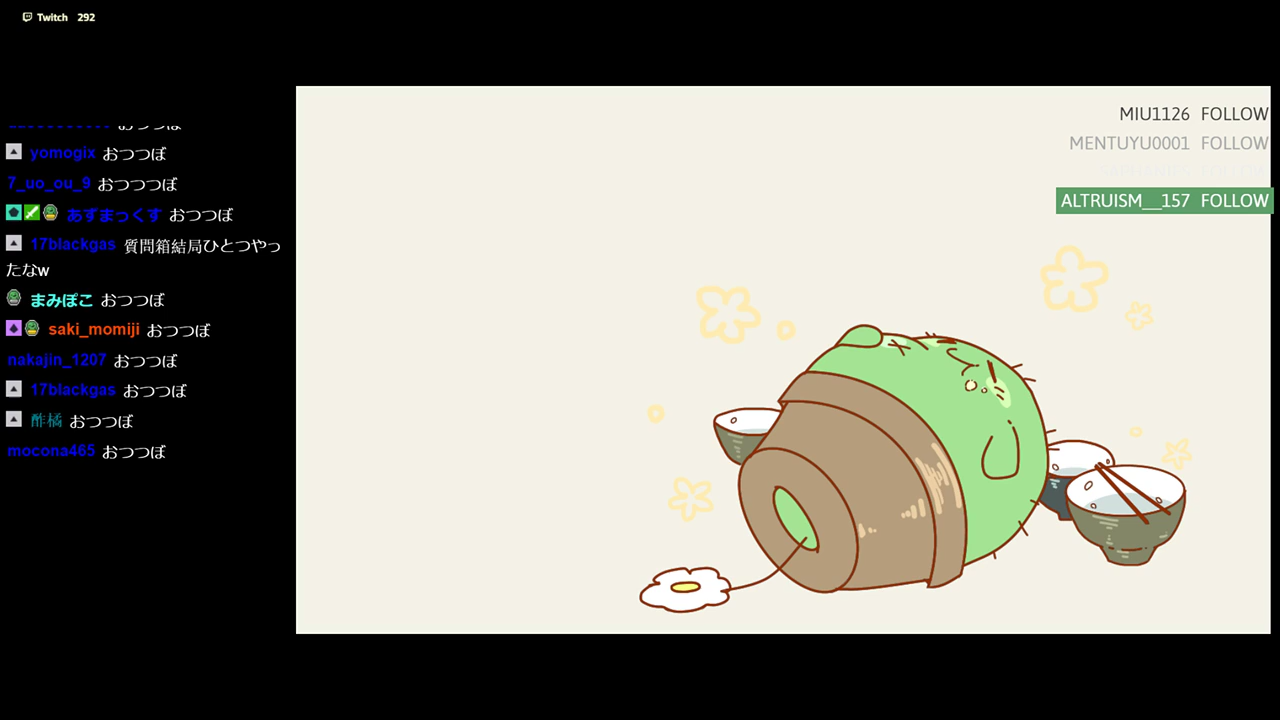 Twitch 292
yomogix おつつぼ
7_uo_ou_9 おつつつぼ
あずまっくす おつつぼ
17blackgas 質問箱結局ひとつやっ
たなw
まみぽこ おつつぼ
saki_momiji おつつぼ
nakajin_1207 おつつぼ
17blackgas おつつぼ
酢橘 おつつぼ
mocona465 おつつぼ
MIU1126 FOLLOW
MENTUYU0001 FOLLOW
ALTRUISM__157 FOLLOW